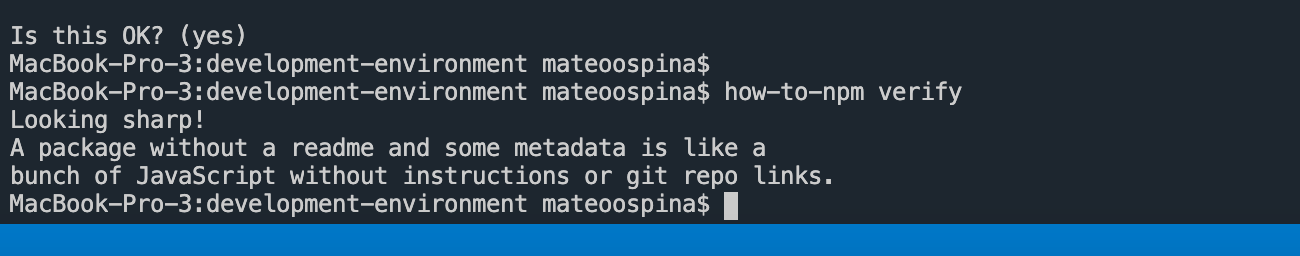 Is this OK? (yes)
MacBook-Pro-3:development-environment mateoospina$
MacBook-Pro-3:development-environment mateoospina$ how-to-npm verify
Looking sharp!
A package without a readme and some metadata is like a
bunch of JavaScript without instructions or git repo links.
MacBook-Pro-3:development-environment mateoospina$